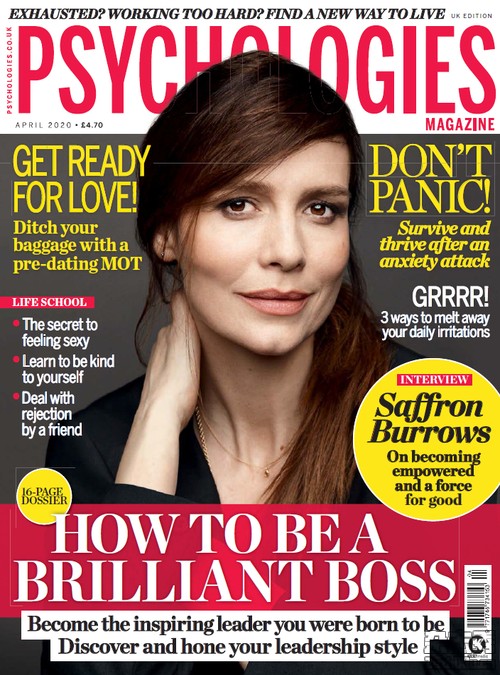 EXHAUSTED? WORKING TOO HARD? FIND A NEW WAY TO LIVE UK EDITION
PSYCHOLOGIES.CO.UK
PSYCHOLOGIES
MAGAZINE
APRIL 2020 • £4.70
GET READY
FOR LOVE!
Ditch your
baggage with a
pre-dating MOT
DON'T
PANIC!
Survive and
thrive after an
anxiety attack
GRRRR!
3 ways to melt away
your daily irritations
LIFE SCHOOL
• The secret to
feeling sexy
• Learn to be kind
to yourself
• Deal with
rejection
by a friend
INTERVIEW
Saffron
Burrows
On becoming
empowered
and a force
for good
16-PAGE
DOSSIER
HOW TO BE A
BRILLIANT BOSS
Become the inspiring leader you were born to be
Discover and hone your leadership style